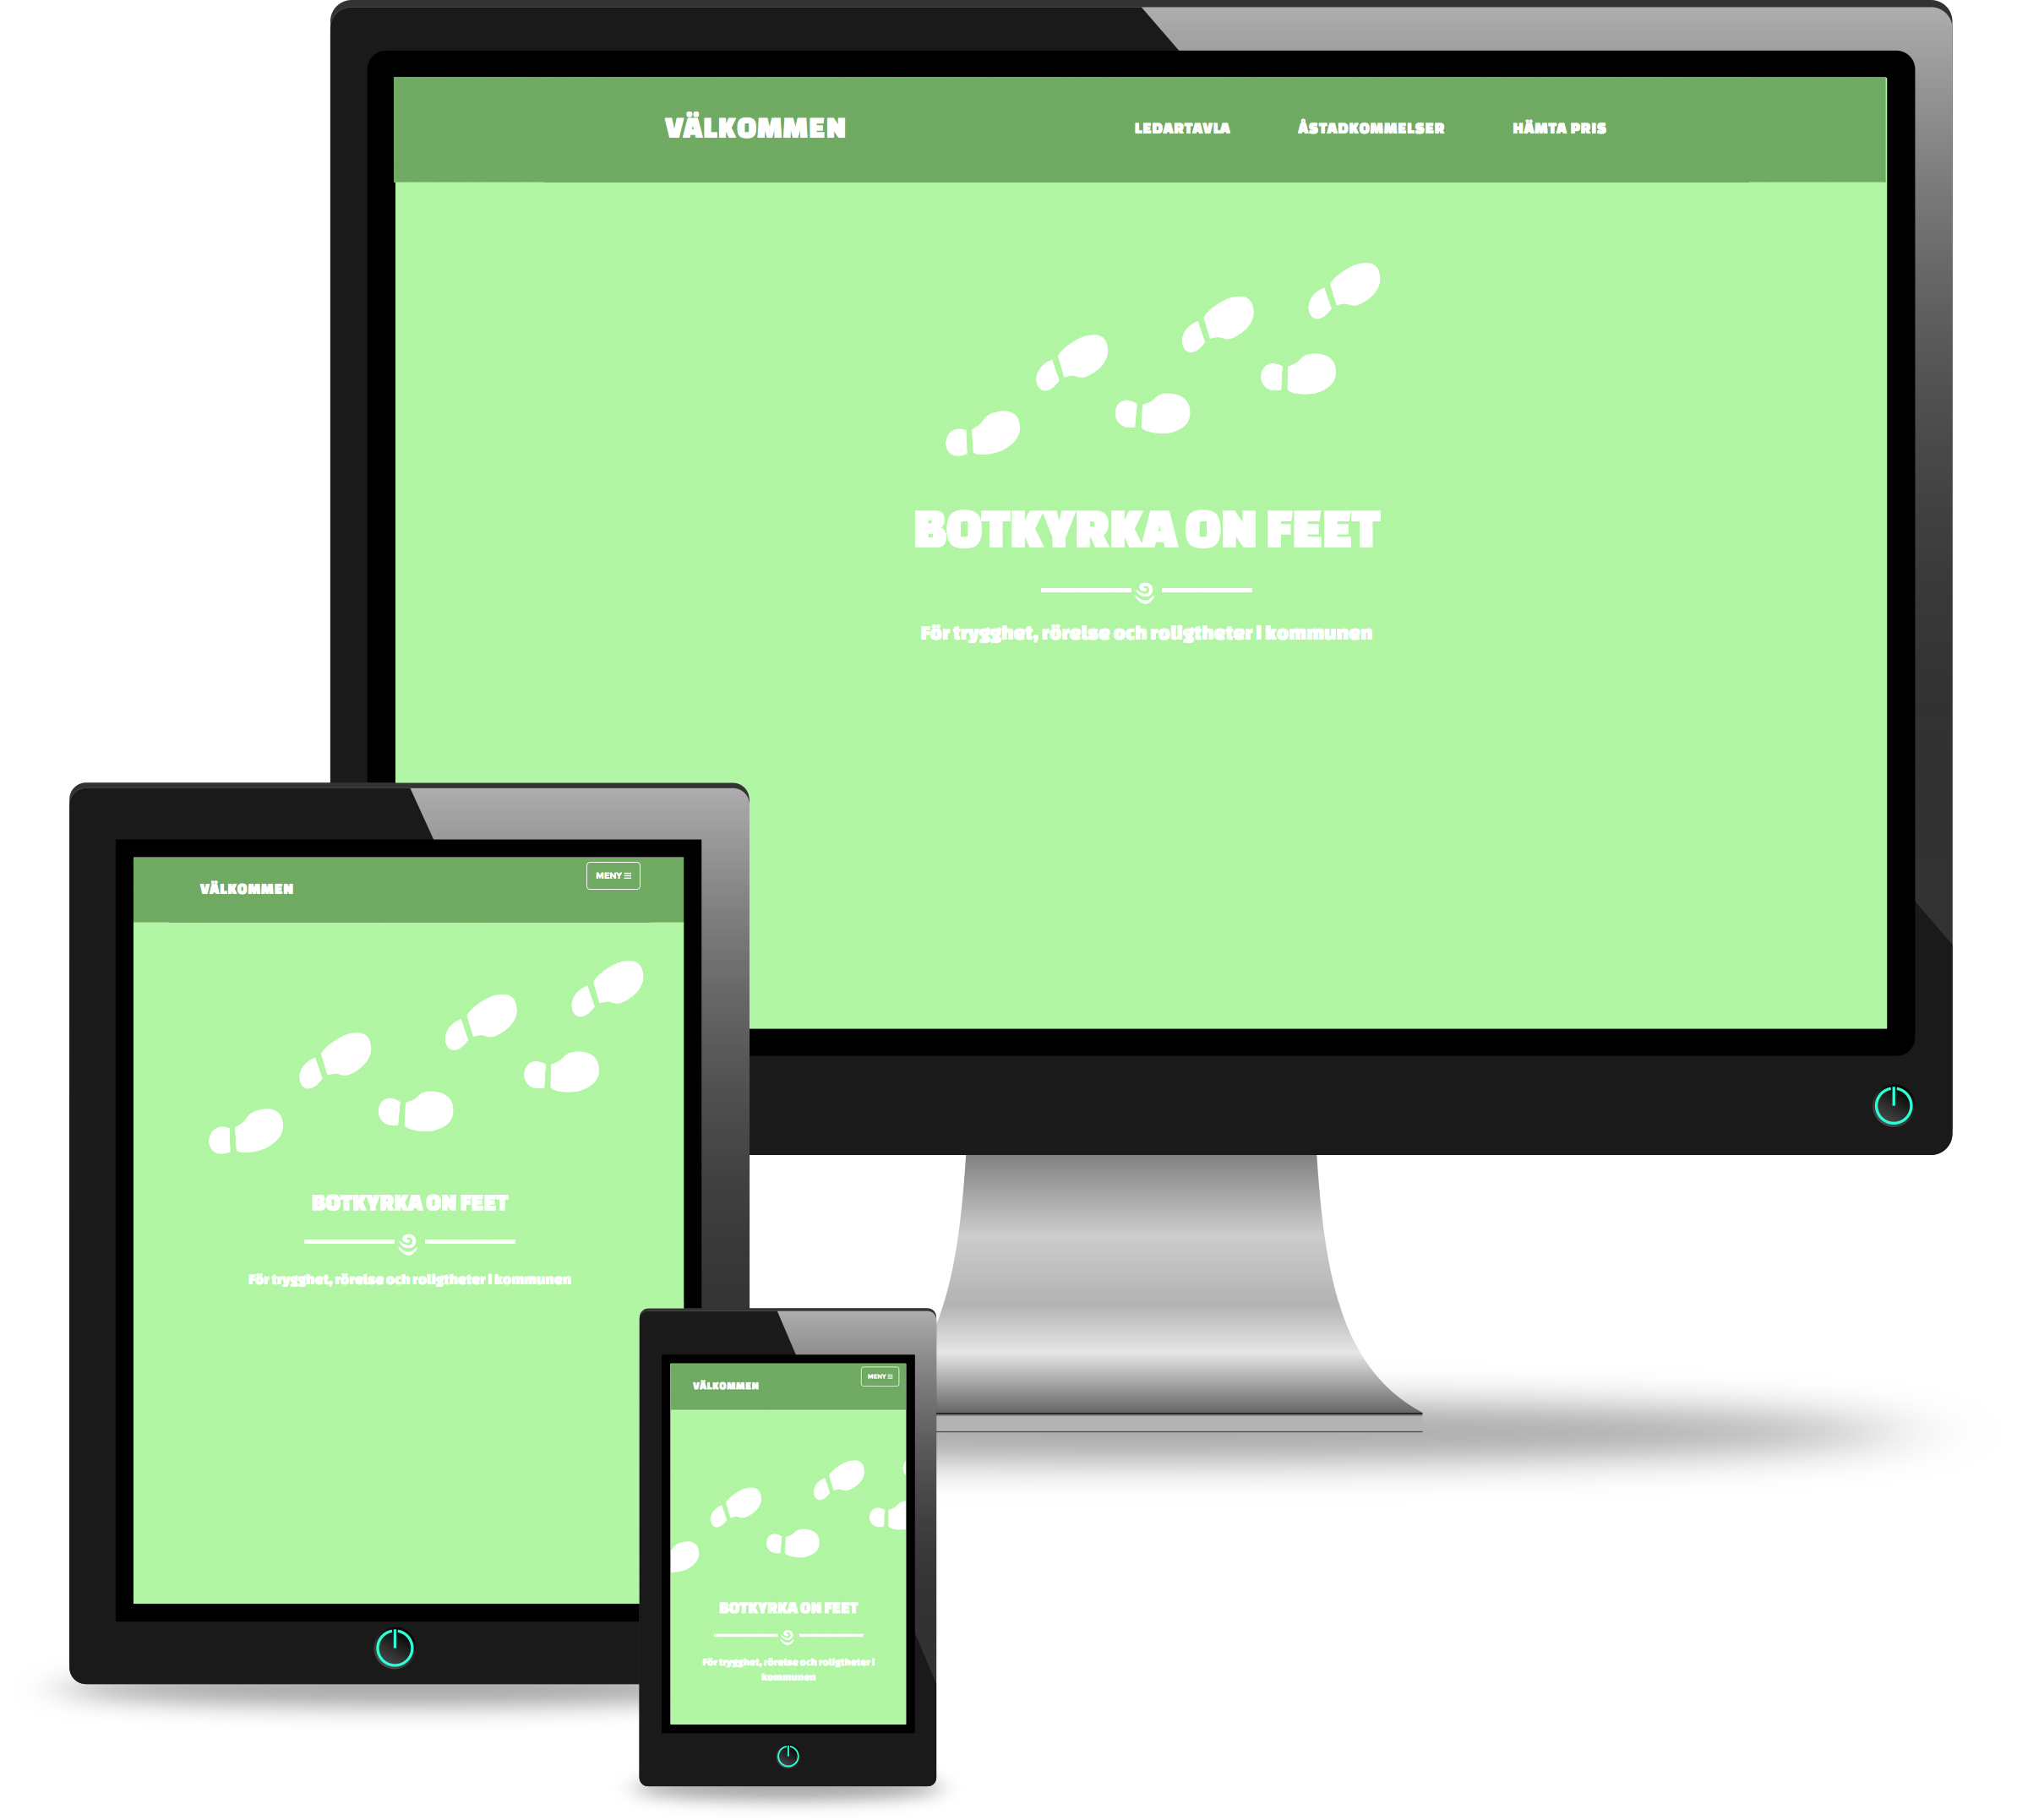 VÄLKOMMEN LEDARTAVLA ÅSTADKOMMELSER HÄMTA PRIS
BOTKYRKA ON FEET
För trygghet, rörelse och roligtheter i kommunen
VÄLKOMMEN MENY
BOTKYRKA ON FEET
För trygghet, rörelse och roligtheter i kommunen
VÄLKOMMEN MENY
BOTKYRKA ON FEET
För trygghet, rörelse och roligtheter i
kommunen